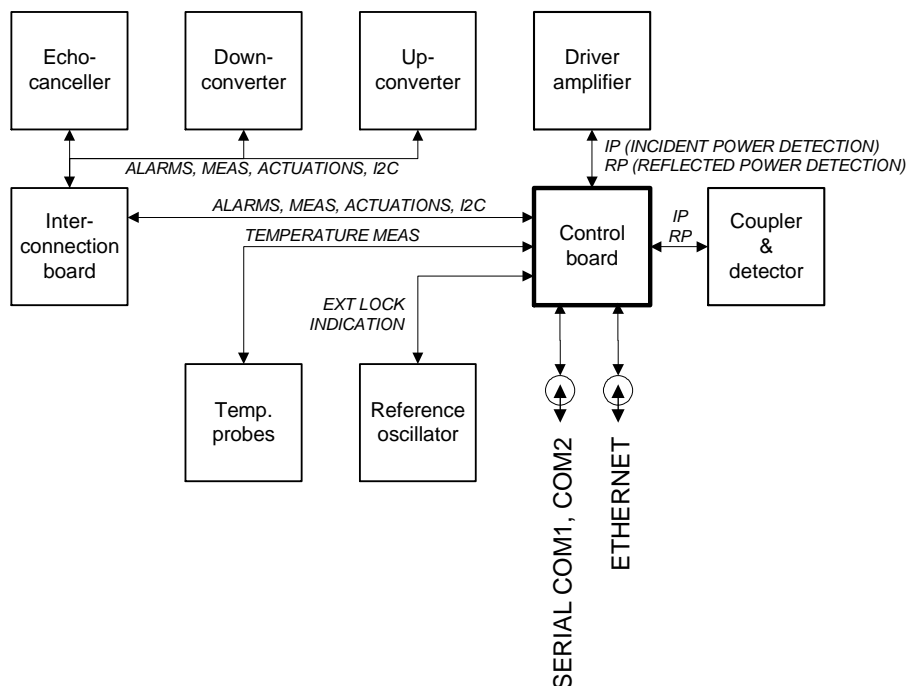 Echo-
canceller
Down-
converter
Up-
converter
Driver
amplifier
IP (INCIDENT POWER DETECTION)
RP (REFLECTED POWER DETECTION)
ALARMS, MEAS, ACTUATIONS, I2C
Inter-
connection
board
ALARMS, MEAS, ACTUATIONS, I2C
TEMPERATURE MEAS
EXT LOCK
INDICATION
Control
board
IP
RP
Coupler
&
detector
Temp.
probes
Reference
oscillator
SERIAL COM1, COM2
ETHERNET